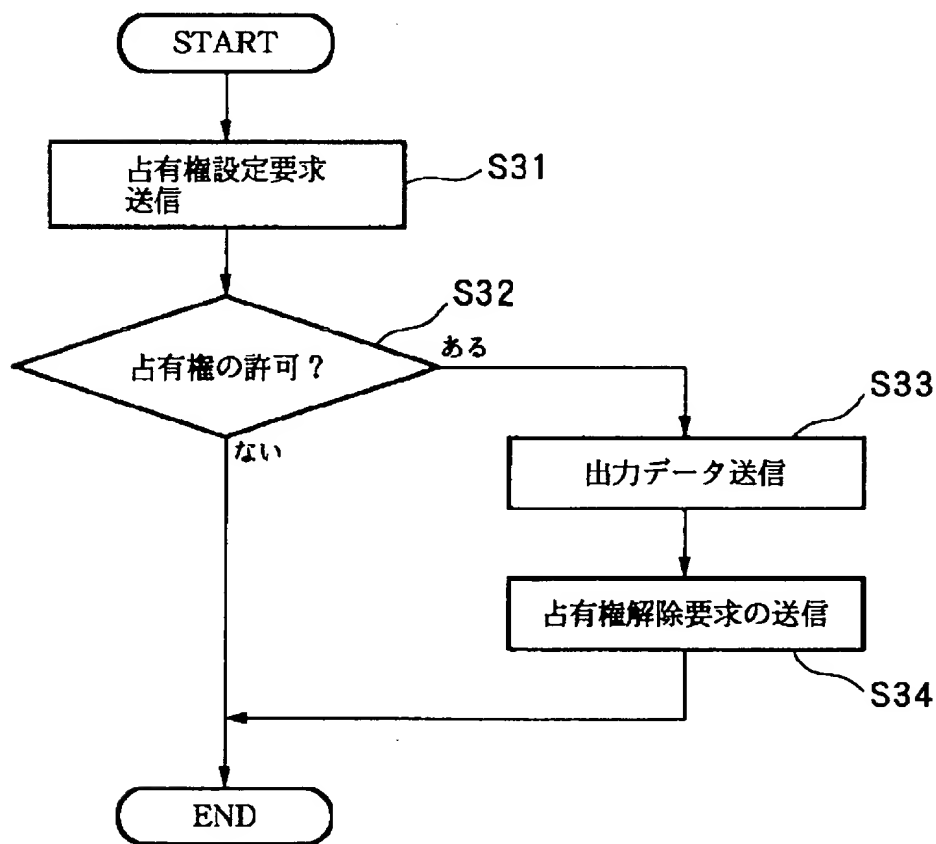 START
占有権設定要求
送信
S31
S32
占有権の許可？
ある
ない
S33
出力データ送信
占有権解除要求の送信
S34
END